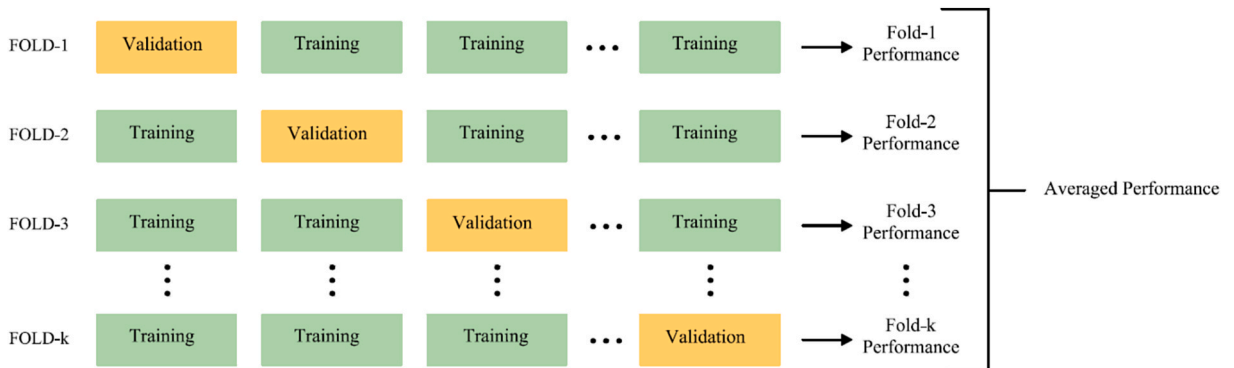 FOLD-1 Validation Training Training ... Training Fold-1
Performance
FOLD-2 Training Validation Training ... Training Fold-2
Performance
Averaged Performance
FOLD-3 Training Training Validation ... Training Fold-3
Performance
FOLD-k Training Training Training ... Validation Fold-k
Performance